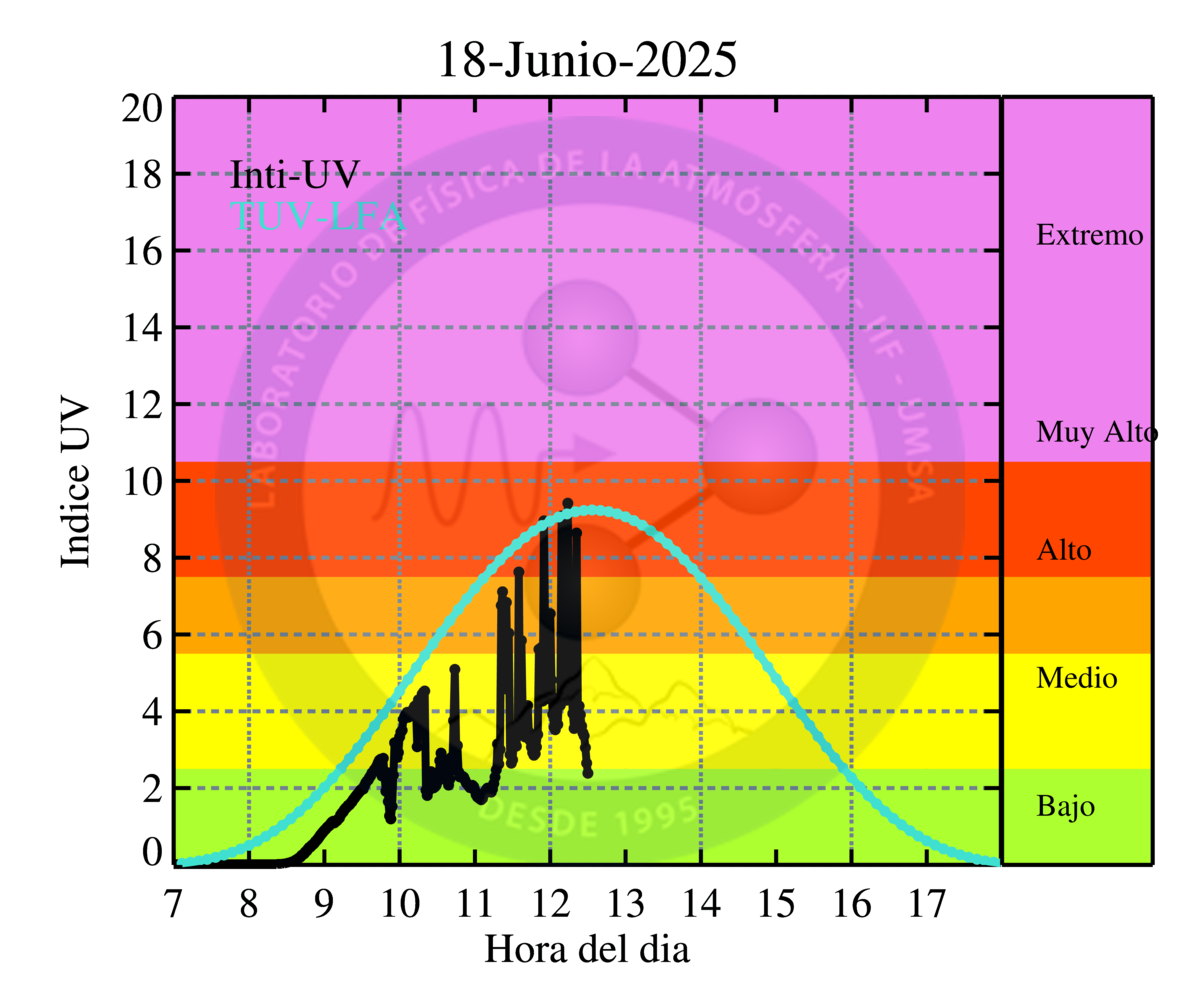 18-Junio-2025
20
18
16
14
12
10
8
6
4
2
0
Indice UV
Inti-UV
TUV-LFA
LABORATORIO DE FÍSICA DE LA ATMÓSFERA - IIF - UMSA
DESDE 1995
Extremo
Muy Alto
Alto
Medio
Bajo
7 8 9 10 11 12 13 14 15 16 17
Hora del dia